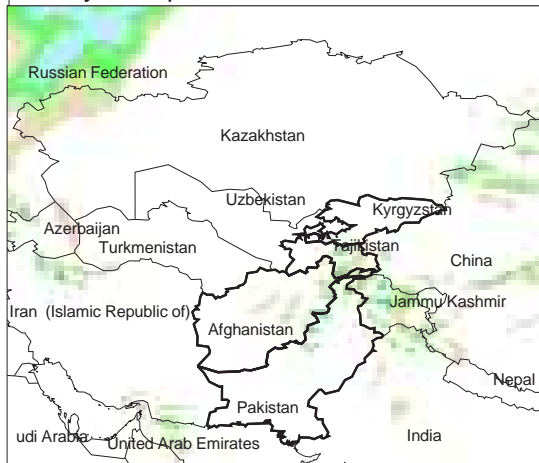 Russian Federation
Kazakhstan
Uzbekistan
Kyrgyzstan
Azerbaijan
Turkmenistan
Tajikistan
China
Iran (Islamic Republic of)
Jammu Kashmir
Afghanistan
Nepal
Pakistan
udi Arabia
United Arab Emirates
India